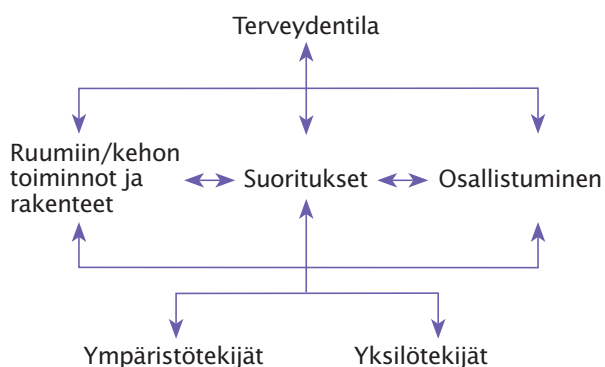 Terveydentila
Ruumiin/kehon
toiminnot ja
rakenteet
Suoritukset
Osallistuminen
Ympäristötekijät
Yksilötekijät